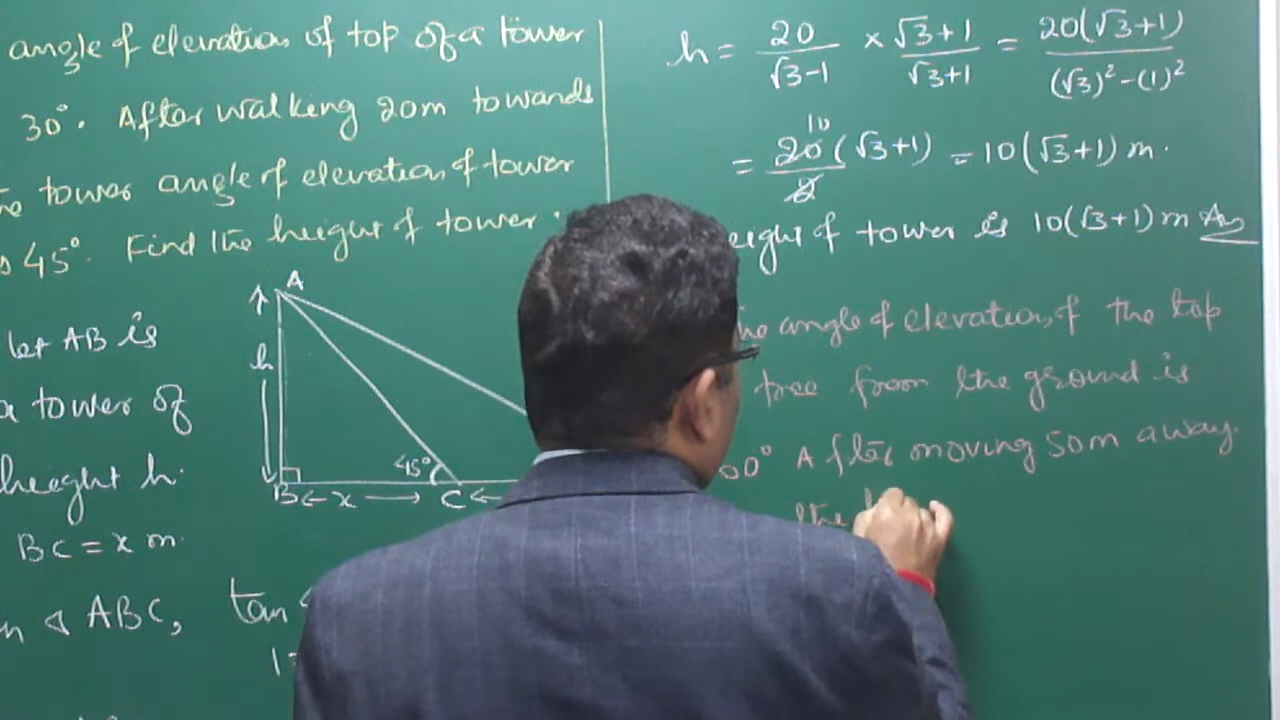 angle of elevation of top of a tower
30°. After walking 20m towards
tower angle of elevation of tower
45°. Find the height of tower.
let AB is
a tower of
height h.
BC = x m.
A
h
45°
B ← x → C ←
△ ABC, tan
1 =
h = 20/(√3-1) × (√3+1)/(√3+1) = 20(√3+1)/((√3)²-(1)²)
= 20(√3+1)/2 = 10(√3+1) m.
10
of tower is 10(√3+1) m Ans
angle of elevation of the top
tree from the ground is
After moving 50m away
the